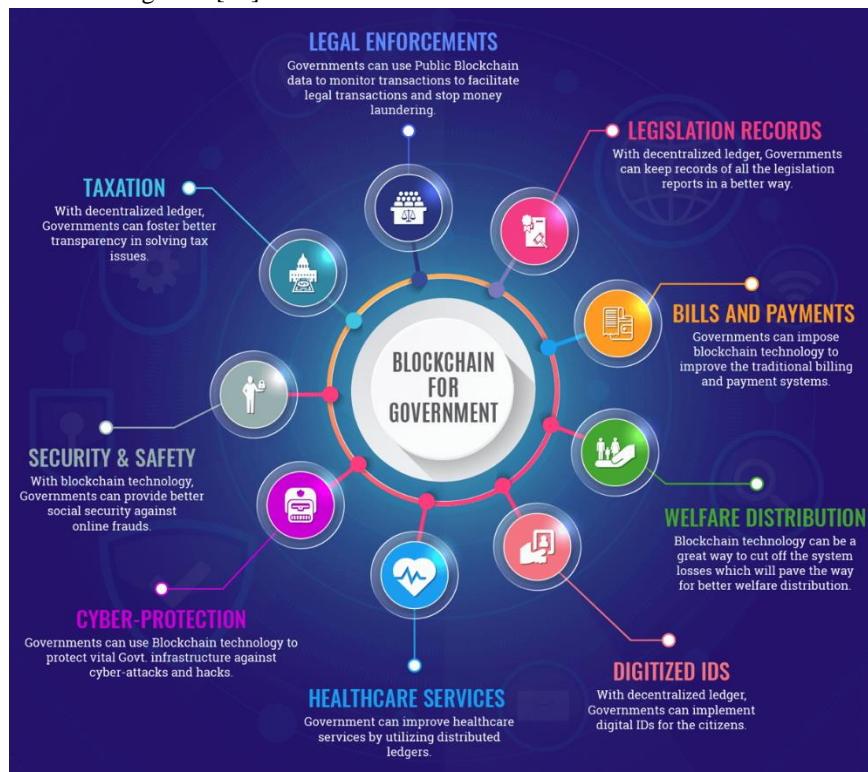 LEGAL ENFORCEMENTS
Governments can use Public Blockchain
data to monitor transactions to facilitate
legal transactions and stop money
laundering.
LEGISLATION RECORDS
With decentralized ledger, Governments
can keep records of all the legislation
reports in a better way.
TAXATION
With decentralized ledger,
Governments can foster better
transparency in solving tax
issues.
BILLS AND PAYMENTS
Governments can impose
blockchain technology to
improve the traditional billing
and payment systems.
BLOCKCHAIN
FOR
GOVERNMENT
SECURITY & SAFETY
With blockchain technology,
Governments can provide better
social security against
online frauds.
WELFARE DISTRIBUTION
Blockchain technology can be a
great way to cut off the system
losses which will pave the way
for better welfare distribution.
CYBER-PROTECTION
Governments can use Blockchain technology to
protect vital Govt. infrastructure against
cyber-attacks and hacks.
DIGITIZED IDS
With decentralized ledger,
Governments can implement
digital IDs for the citizens.
HEALTHCARE SERVICES
Government can improve healthcare
services by utilizing distributed
ledgers.